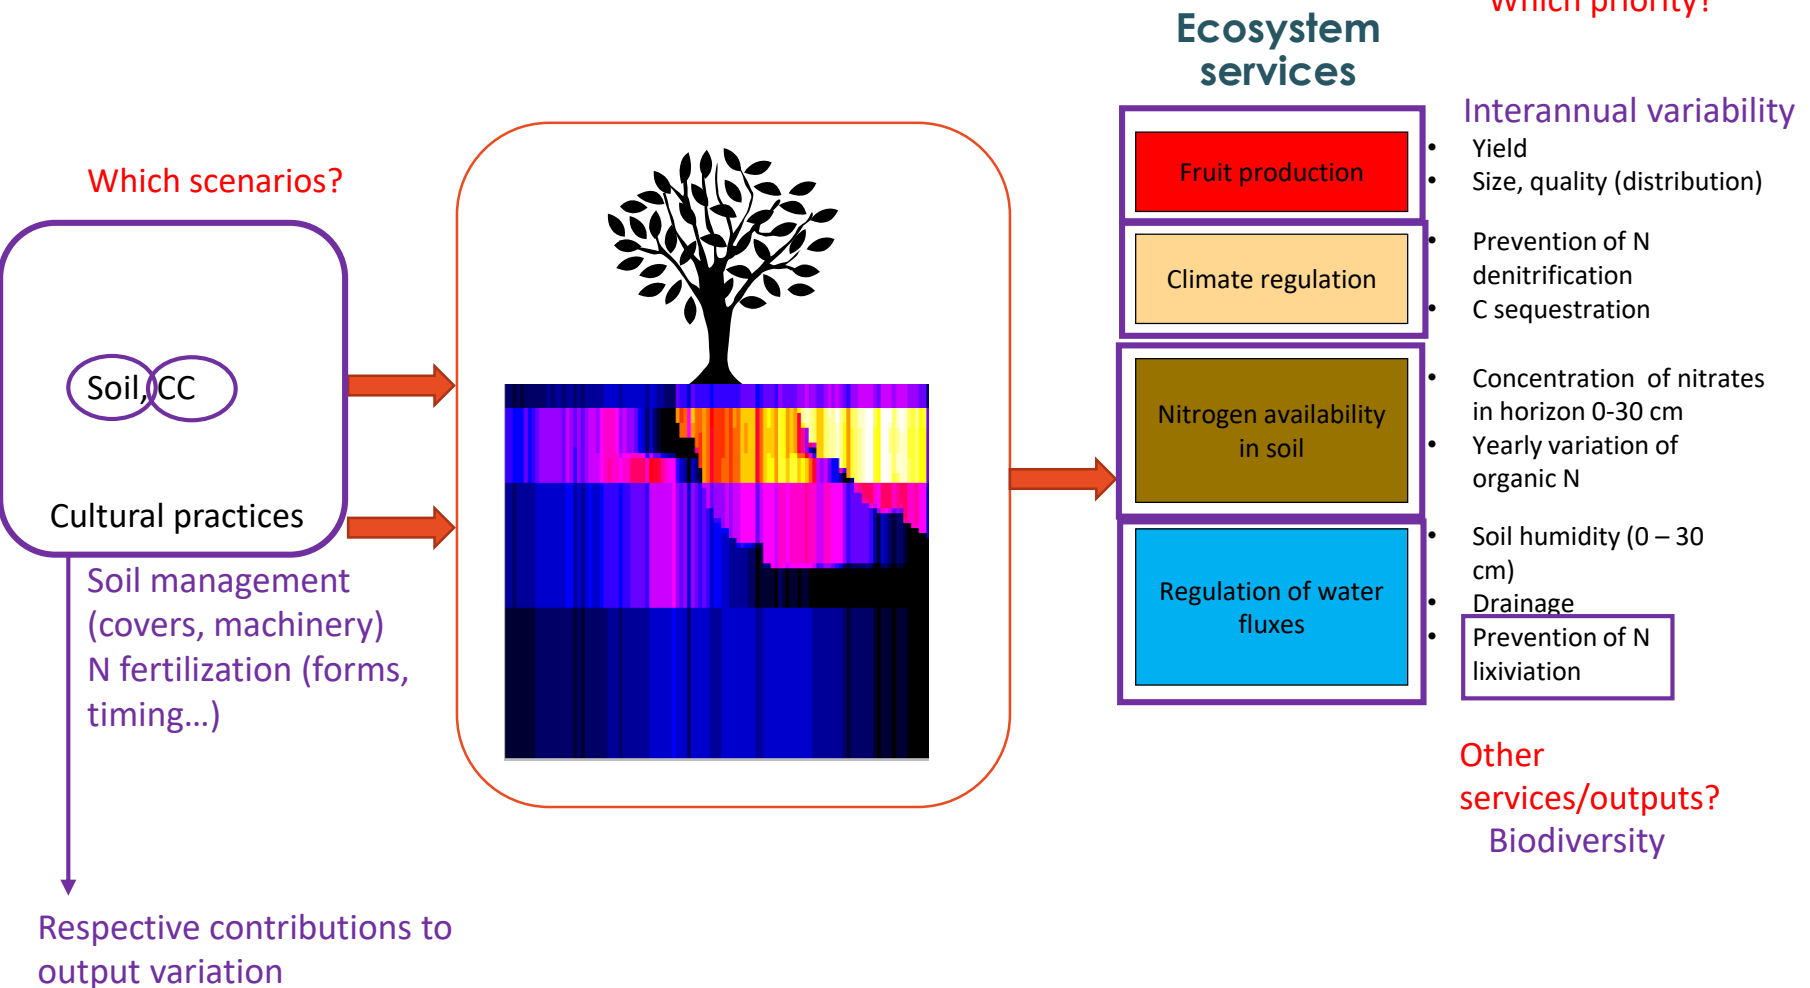 Which priority?
Ecosystem
services
Interannual variability
Which scenarios?
Soil, CC
Cultural practices
Soil management
(covers, machinery)
N fertilization (forms,
timing...)
Respective contributions to
output variation
Fruit production
• Yield
• Size, quality (distribution)
Climate regulation
• Prevention of N
denitrification
• C sequestration
Nitrogen availability
in soil
• Concentration of nitrates
in horizon 0-30 cm
• Yearly variation of
organic N
Regulation of water
fluxes
• Soil humidity (0 – 30
cm)
• Drainage
• Prevention of N
lixiviation
Other
services/outputs?
Biodiversity